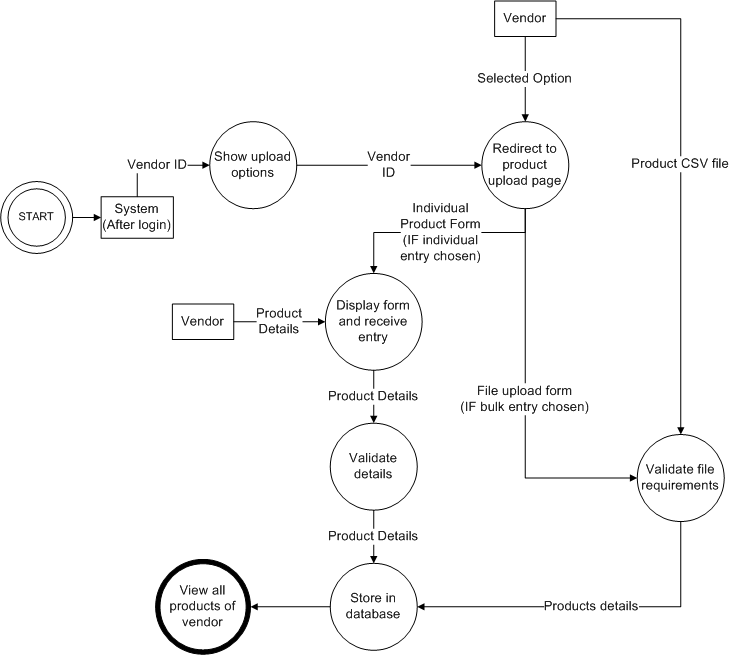 Vendor
Selected Option
Product CSV file
Vendor ID
Show upload
options
Vendor
ID
Redirect to
product
upload page
START
System
(After login)
Individual
Product Form
(IF individual
entry chosen)
Vendor
Product
Details
Display form
and receive
entry
Product Details
File upload form
(IF bulk entry chosen)
Validate
details
Validate file
requirements
Product Details
View all
products of
vendor
Store in
database
Products details